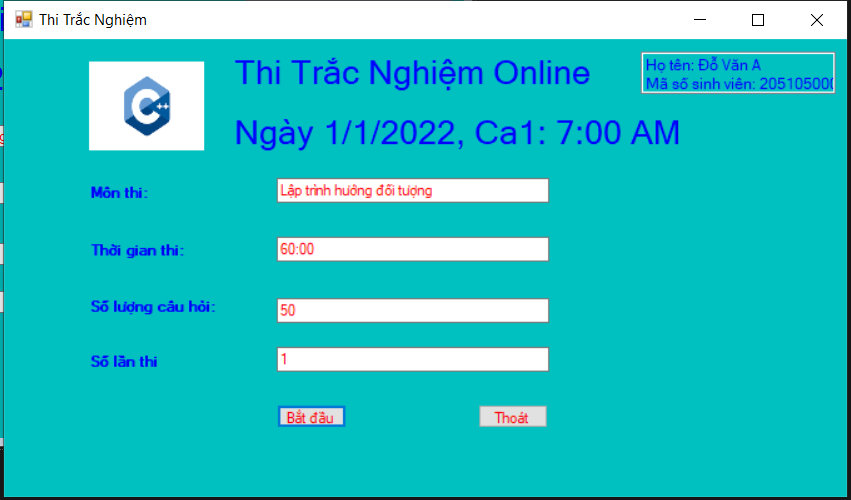 Thi Trắc Nghiệm
Thi Trắc Nghiệm Online
Họ tên: Đỗ Văn A
Mã số sinh viên: 205105000
Ngày 1/1/2022, Ca1: 7:00 AM
C++
Môn thi:
Lập trình hướng đối tượng
Thời gian thi:
60:00
Số lượng câu hỏi:
50
Số lần thi
1
Bắt đầu
Thoát